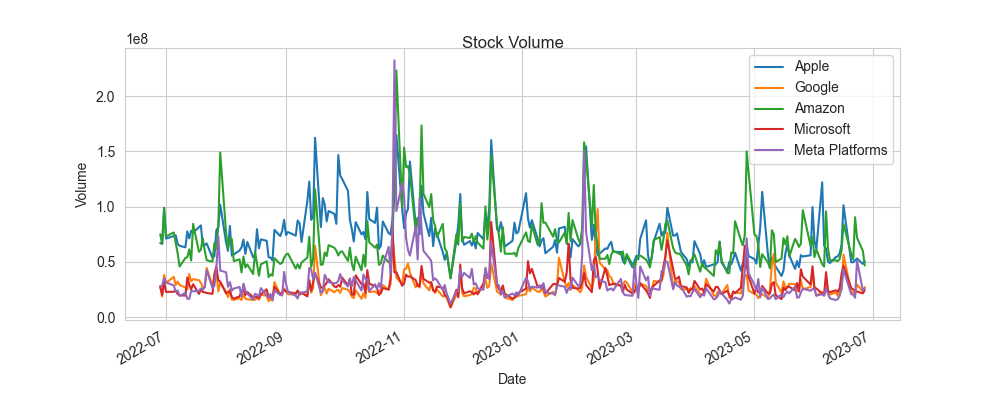 Stock Volume
1e8
Apple
Google
Amazon
Microsoft
Meta Platforms
2.0
1.5
1.0
0.5
0.0
Volume
2022-07
2022-09
2022-11
2023-01
2023-03
2023-05
2023-07
Date